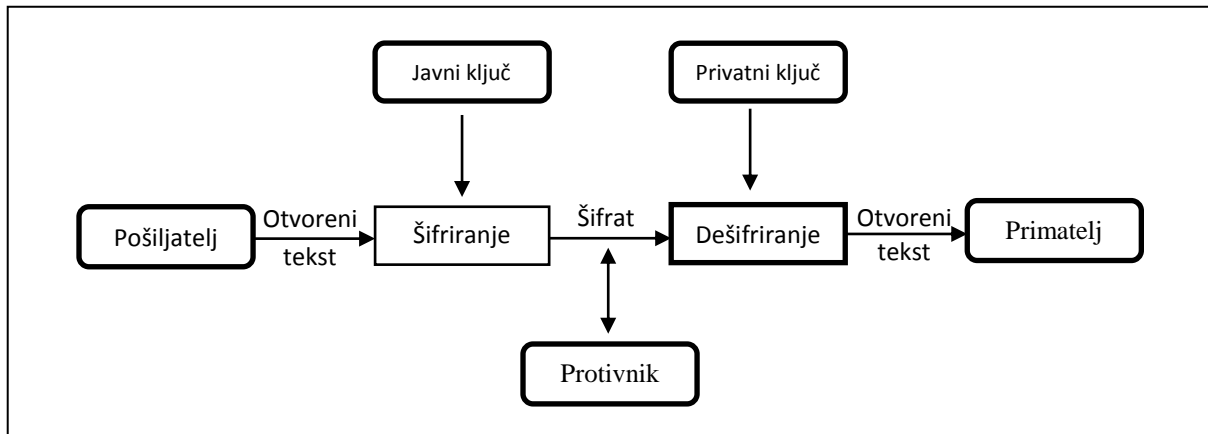 Javni ključ
Privatni ključ
Pošiljatelj
Otvoreni
tekst
Šifriranje
Šifrat
Dešifriranje
Otvoreni
tekst
Primatelj
Protivnik